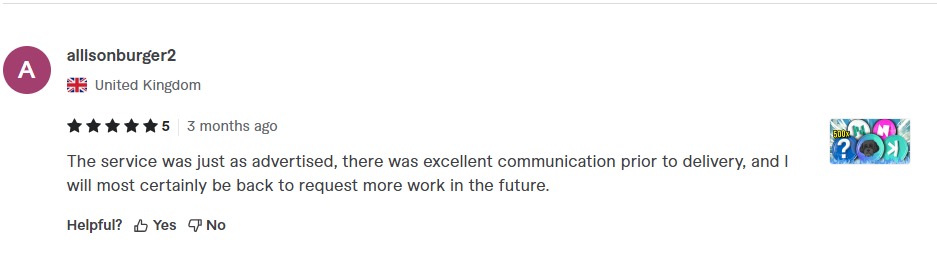 A
allisonburger2
United Kingdom
5 3 months ago
500x
?
The service was just as advertised, there was excellent communication prior to delivery, and I
will most certainly be back to request more work in the future.
Helpful? Yes No